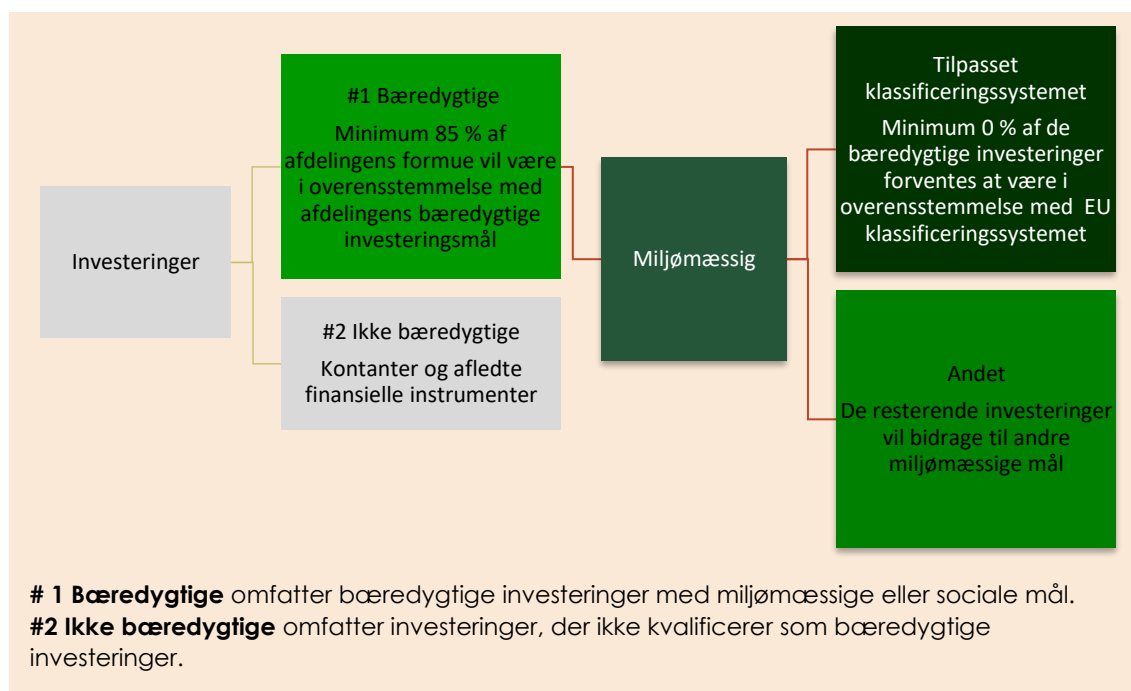 Investeringer
#1 Bæredygtige
Minimum 85 % af
afdelingens formue vil være
i overensstemmelse med
afdelingens bæredygtige
investeringsmål
#2 Ikke bæredygtige
Kontanter og afledte
finansielle instrumenter
Miljømæssig
Tilpasset
klassificeringssystemet
Minimum 0 % af de
bæredygtige investeringer
forventes at være i
overensstemmelse med EU
klassificeringssystemet
Andet
De resterende investeringer
vil bidrage til andre
miljømæssige mål
# 1 Bæredygtige omfatter bæredygtige investeringer med miljømæssige eller sociale mål.
#2 Ikke bæredygtige omfatter investeringer, der ikke kvalificerer som bæredygtige
investeringer.